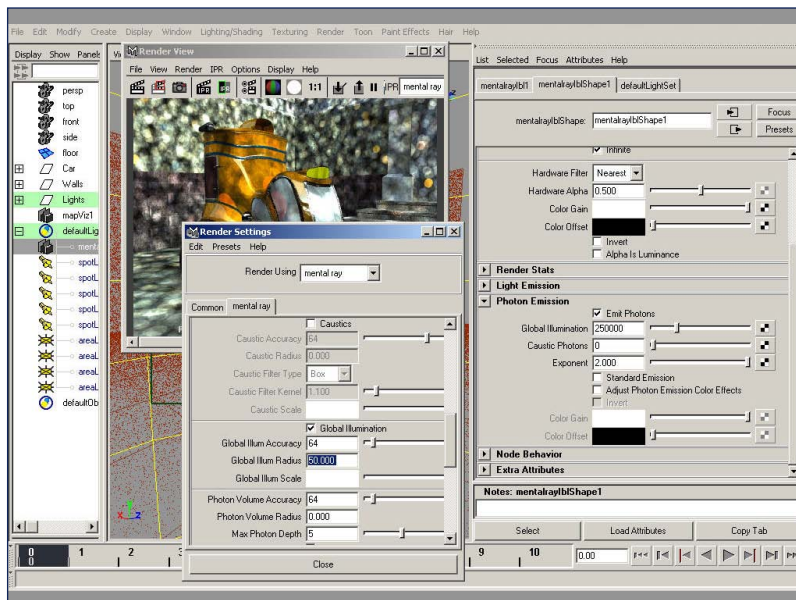 File Edit Modify Create Display Window Lighting/Shading Texturing Render Toon Paint Effects Hair Help
Display Show Panels
persp
top
front
side
floor
Car
Walls
Lights
mapViz1
defaultLig
menta
spotL
spotL
spotL
spotL
spotL
areaL
areaL
areaL
areaL
defaultOb
Render View
File View Render IPR Options Display Help
IPR 1:1 IPR mental ray
Render Settings
Edit Presets Help
Render Using mental ray
Common mental ray
Caustics
Caustic Accuracy 64
Caustic Radius 0.000
Caustic Filter Type Box
Caustic Filter Kernel 1.100
Caustic Scale
Global Illumination
Global Illum Accuracy 64
Global Illum Radius 50.000
Global Illum Scale
Photon Volume Accuracy 64
Photon Volume Radius 0.000
Max Photon Depth 5
Close
List Selected Focus Attributes Help
mentalrayIbl1 mentalrayIblShape1 defaultLightSet
mentalrayIblShape: mentalrayIblShape1 Focus
Presets
Infinite
Hardware Filter Nearest
Hardware Alpha 0.500
Color Gain
Color Offset
Invert
Alpha Is Luminance
Render Stats
Light Emission
Photon Emission
Emit Photons
Global Illumination 250000
Caustic Photons 0
Exponent 2.000
Standard Emission
Adjust Photon Emission Color Effects
Invert
Color Gain
Color Offset
Node Behavior
Extra Attributes
Notes: mentalrayIblShape1
Select Load Attributes Copy Tab
x y z
0 1 2 3 9 10 0.00
0